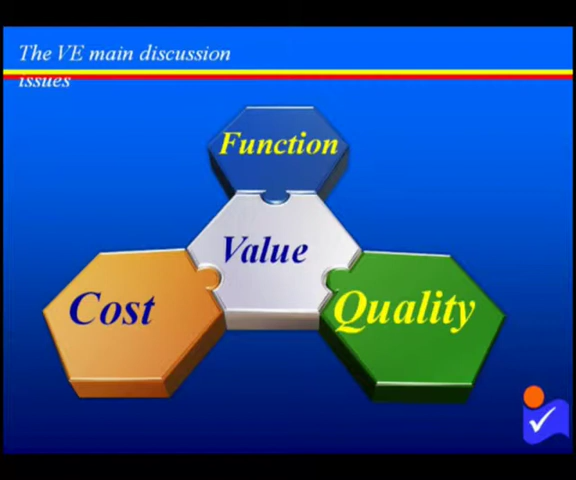 The VE main discussion
issues
Function
Value
Cost
Quality